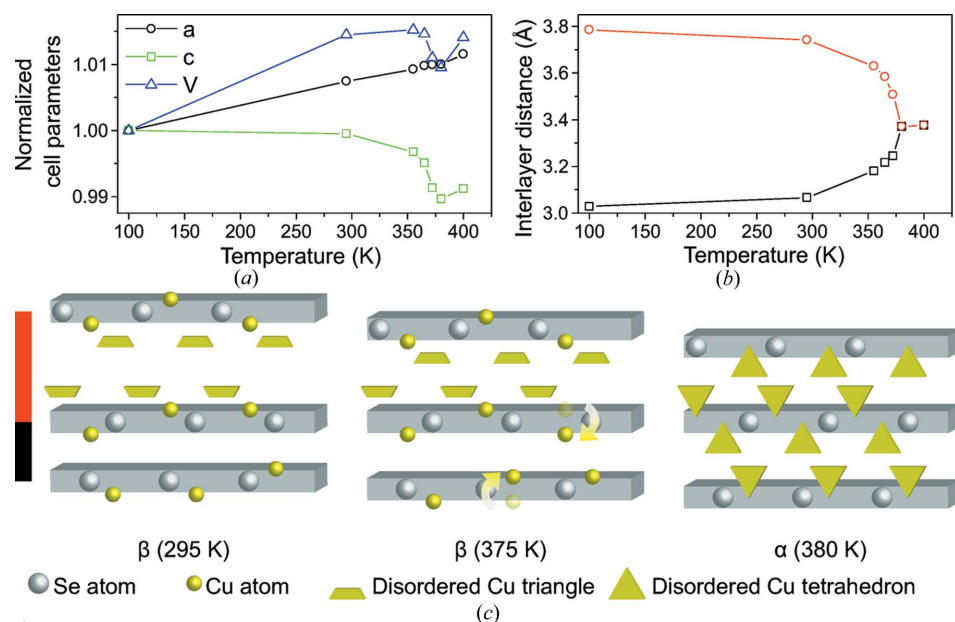 Normalized
cell parameters
1.01
1.00
0.99
a
c
V
100 150 200 250 300 350 400
Temperature (K)
(a)
Interlayer distance (Å)
3.8
3.6
3.4
3.2
3.0
100 150 200 250 300 350 400
Temperature (K)
(b)
β (295 K)
β (375 K)
α (380 K)
Se atom
Cu atom
Disordered Cu triangle
Disordered Cu tetrahedron
(c)